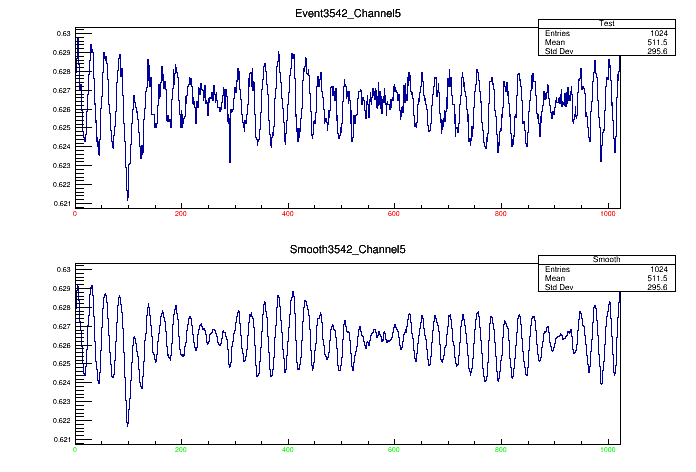 Event3542_Channel5
Test
Entries 1024
Mean 511.5
Std Dev 295.6
0.63
0.629
0.628
0.627
0.626
0.625
0.624
0.623
0.622
0.621
0 200 400 600 800 1000
Smooth3542_Channel5
Smooth
Entries 1024
Mean 511.5
Std Dev 295.6
0.63
0.629
0.628
0.627
0.626
0.625
0.624
0.623
0.622
0.621
0 200 400 600 800 1000